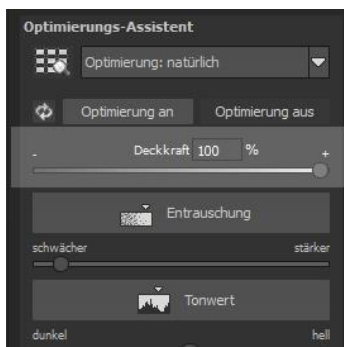 Optimierungs-Assistent
Optimierung: natürlich
Optimierung an Optimierung aus
- Deckkraft 100 % +
Entrauschung
schwächer stärker
Tonwert
dunkel hell